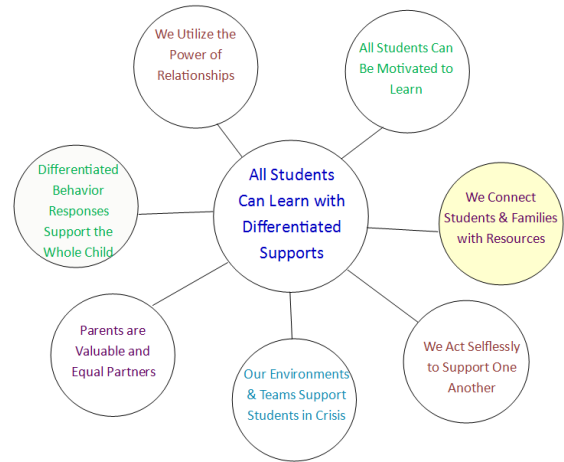 We Utilize the
Power of
Relationships
All Students Can
Be Motivated to
Learn
Differentiated
Behavior
Responses
Support the
Whole Child
All Students
Can Learn with
Differentiated
Supports
We Connect
Students & Families
with Resources
Parents are
Valuable and
Equal Partners
Our Environments
& Teams Support
Students in Crisis
We Act Selflessly
to Support One
Another